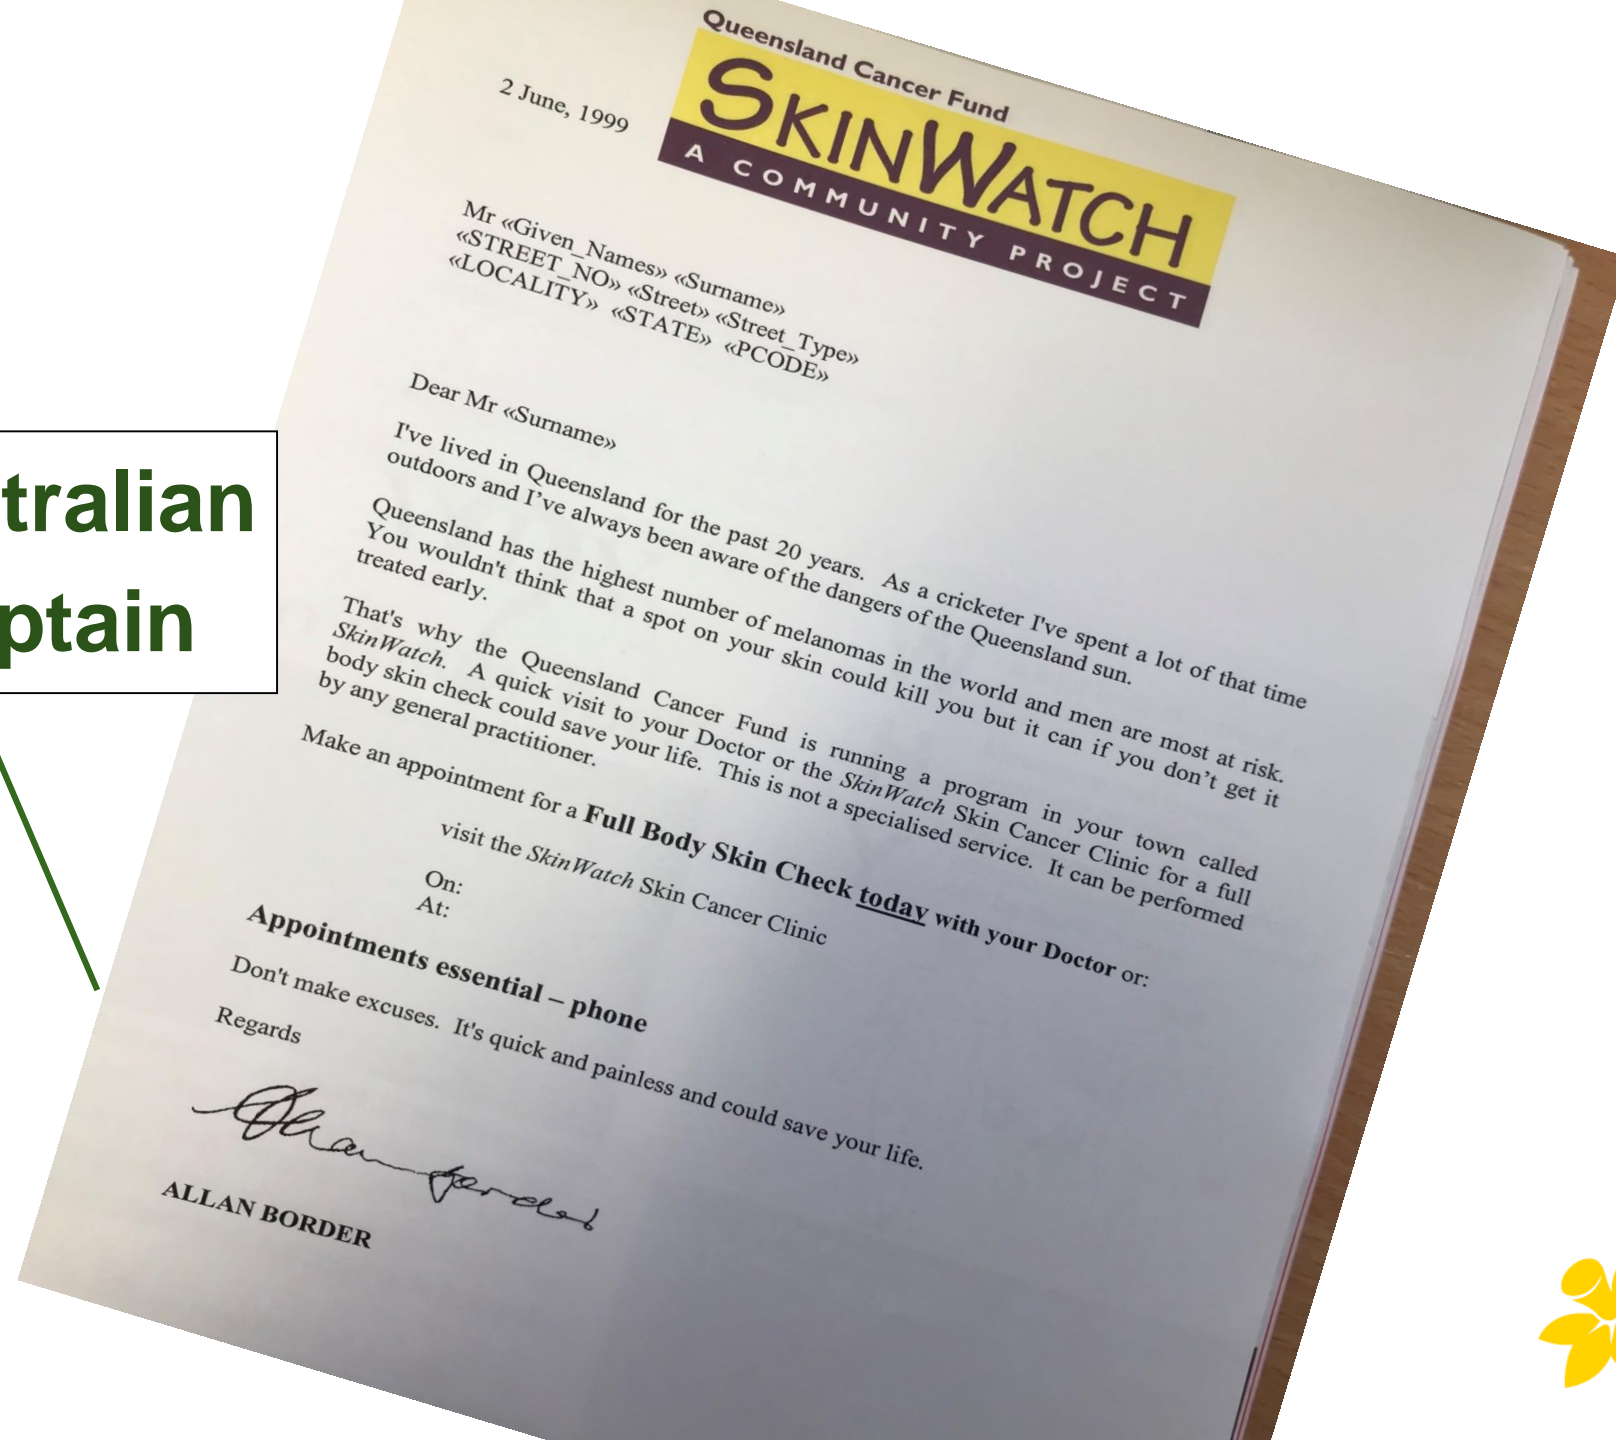 Queensland Cancer Fund
SKINWATCH
A COMMUNITY PROJECT
2 June, 1999
Mr «Given_Names» «Surname»
«STREET_NO» «Street» «Street_Type»
«LOCALITY» «STATE» «PCODE»
Dear Mr «Surname»
I've lived in Queensland for the past 20 years. As a cricketer I've spent a lot of that time
outdoors and I've always been aware of the dangers of the Queensland sun.
Queensland has the highest number of melanomas in the world and men are most at risk.
You wouldn't think that a spot on your skin could kill you but it can if you don't get it
treated early.
That's why the Queensland Cancer Fund is running a program in your town called
SkinWatch. A quick visit to your Doctor or the SkinWatch Skin Cancer Clinic for a full
body skin check could save your life. This is not a specialised service. It can be performed
by any general practitioner.
Make an appointment for a Full Body Skin Check today with your Doctor or:
visit the SkinWatch Skin Cancer Clinic
On:
At:
Appointments essential – phone
Don't make excuses. It's quick and painless and could save your life.
Regards
Allan Border
ALLAN BORDER
tralian
ptain